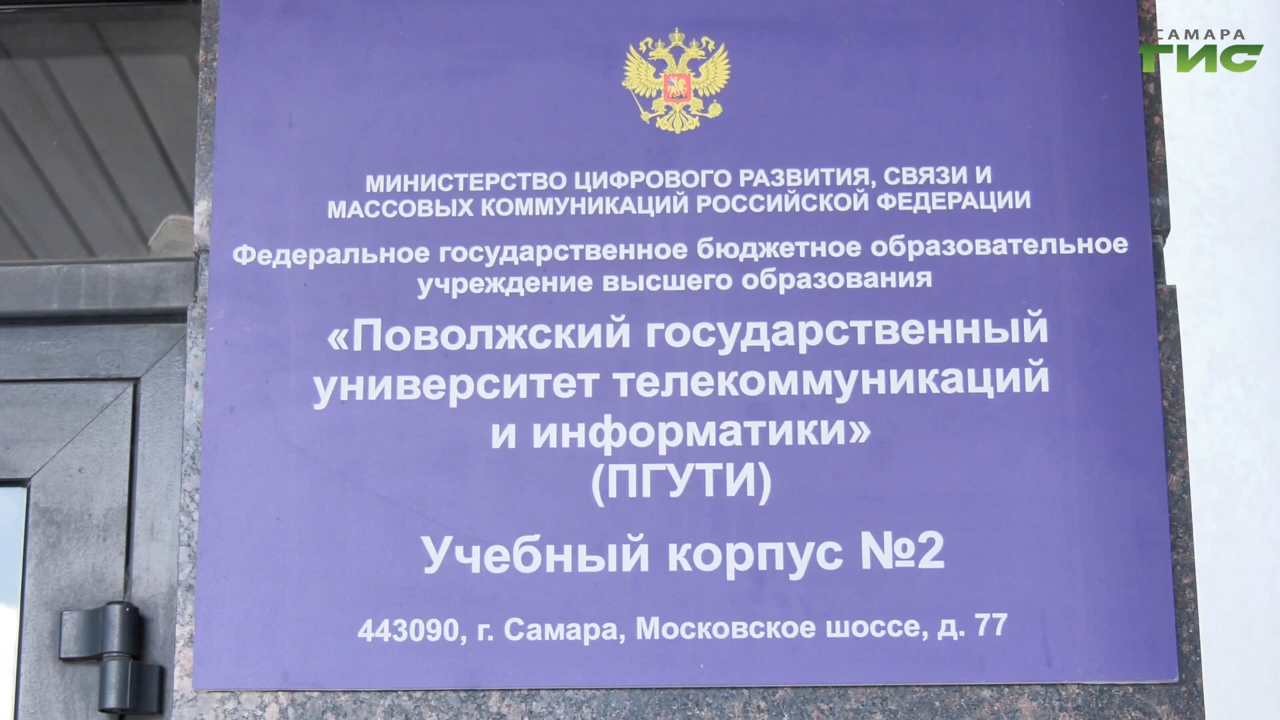 САМАРА
ГИС
МИНИСТЕРСТВО ЦИФРОВОГО РАЗВИТИЯ, СВЯЗИ И
МАССОВЫХ КОММУНИКАЦИЙ РОССИЙСКОЙ ФЕДЕРАЦИИ
Федеральное государственное бюджетное образовательное
учреждение высшего образования
«Поволжский государственный
университет телекоммуникаций
и информатики»
(ПГУТИ)
Учебный корпус №2
443090, г. Самара, Московское шоссе, д. 77